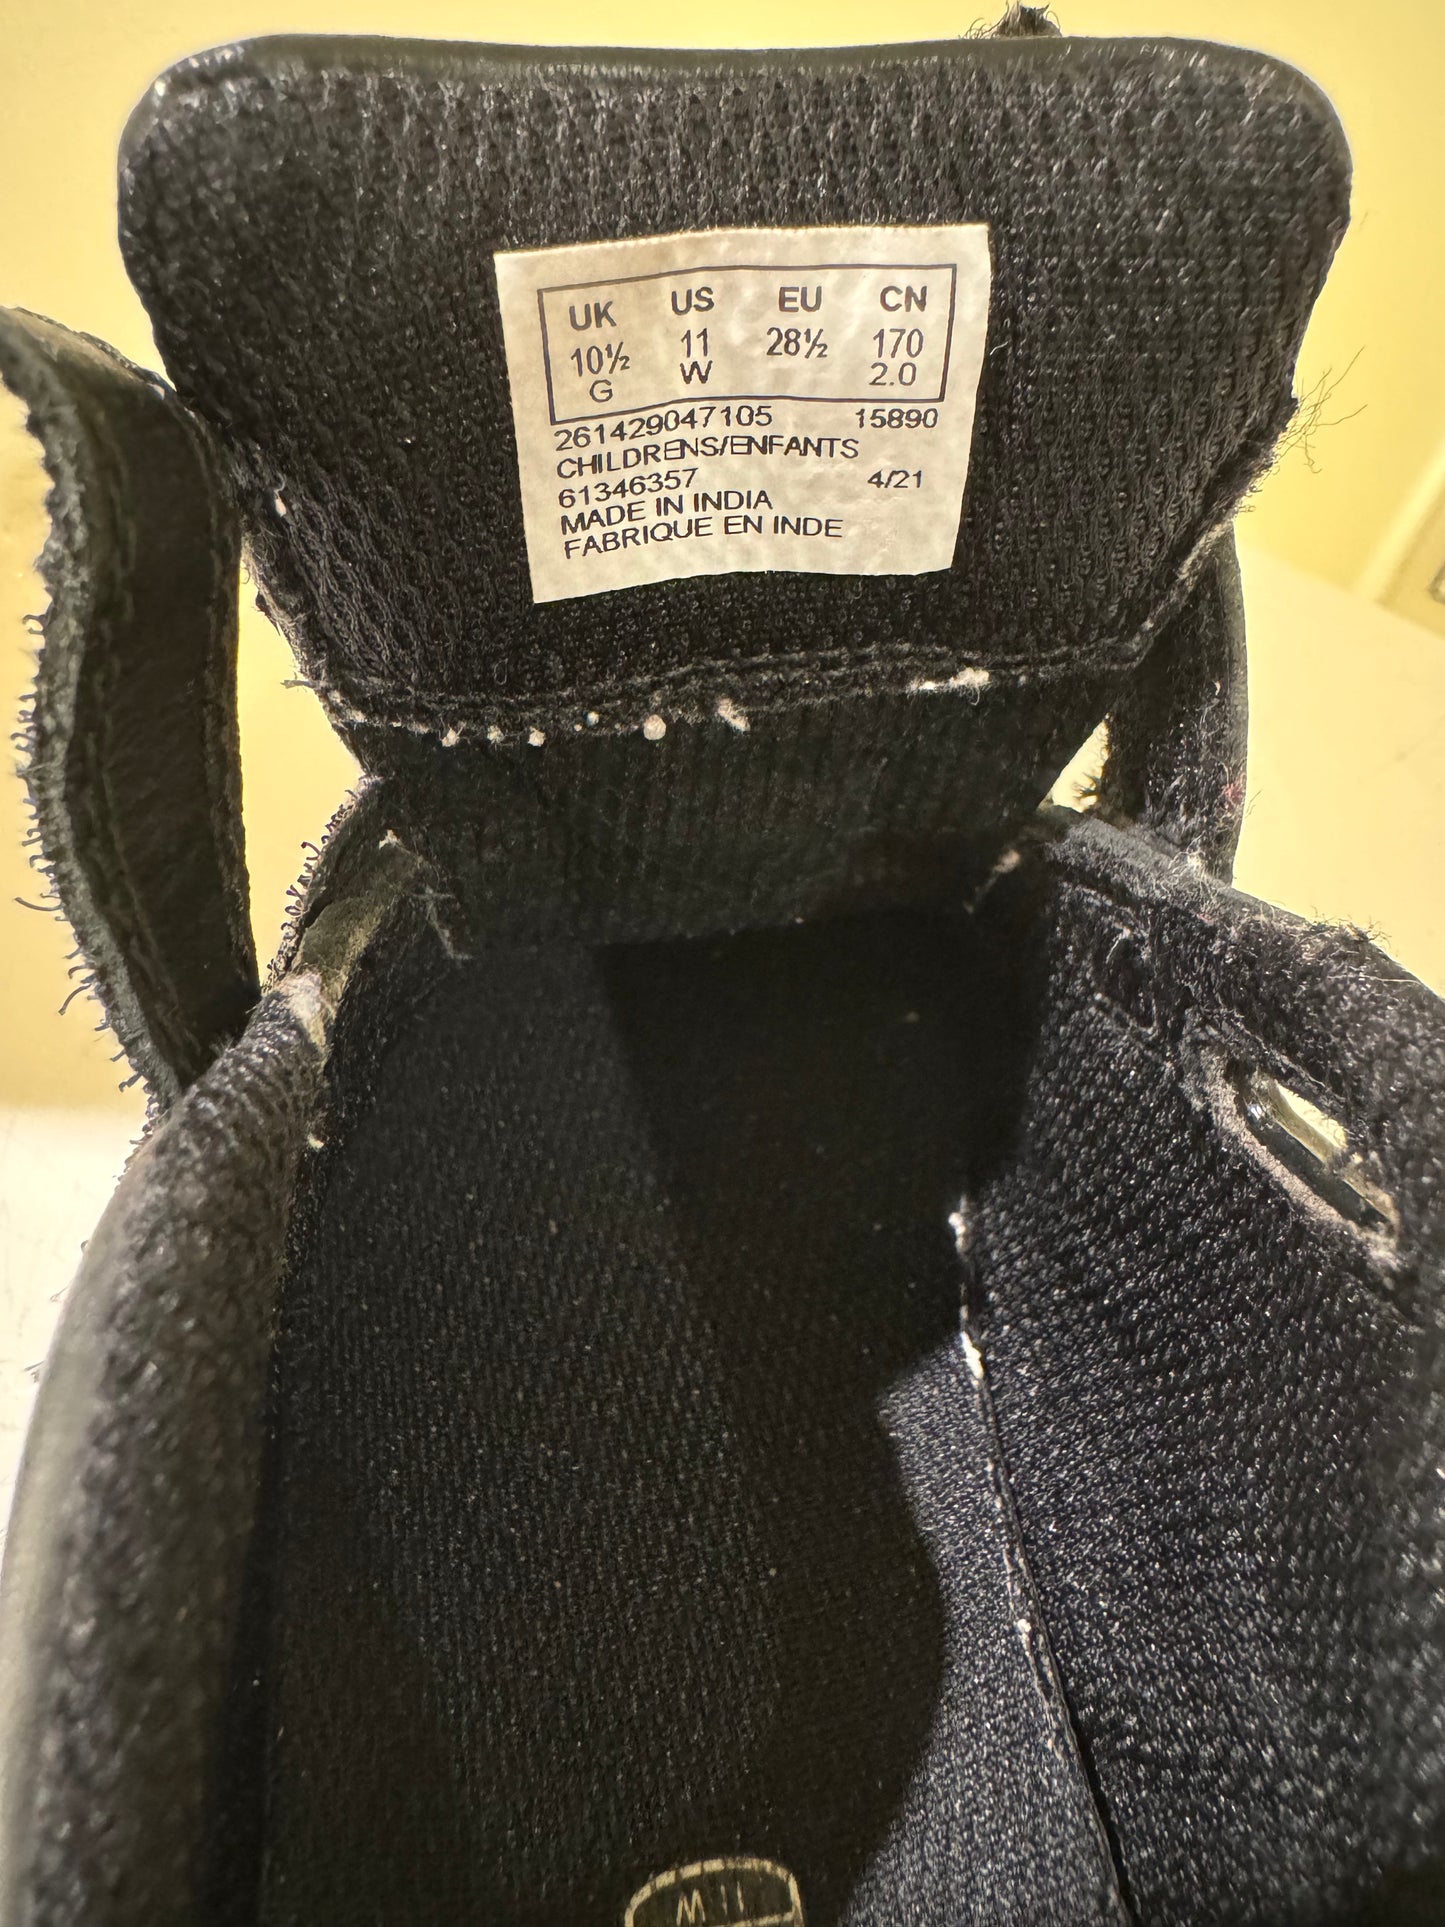 UK US EU CN
10½ 11 28½ 170
G W 2.0
261429047105 15890
CHILDRENS/ENFANTS
61346357 4/21
MADE IN INDIA
FABRIQUE EN INDE
11 W